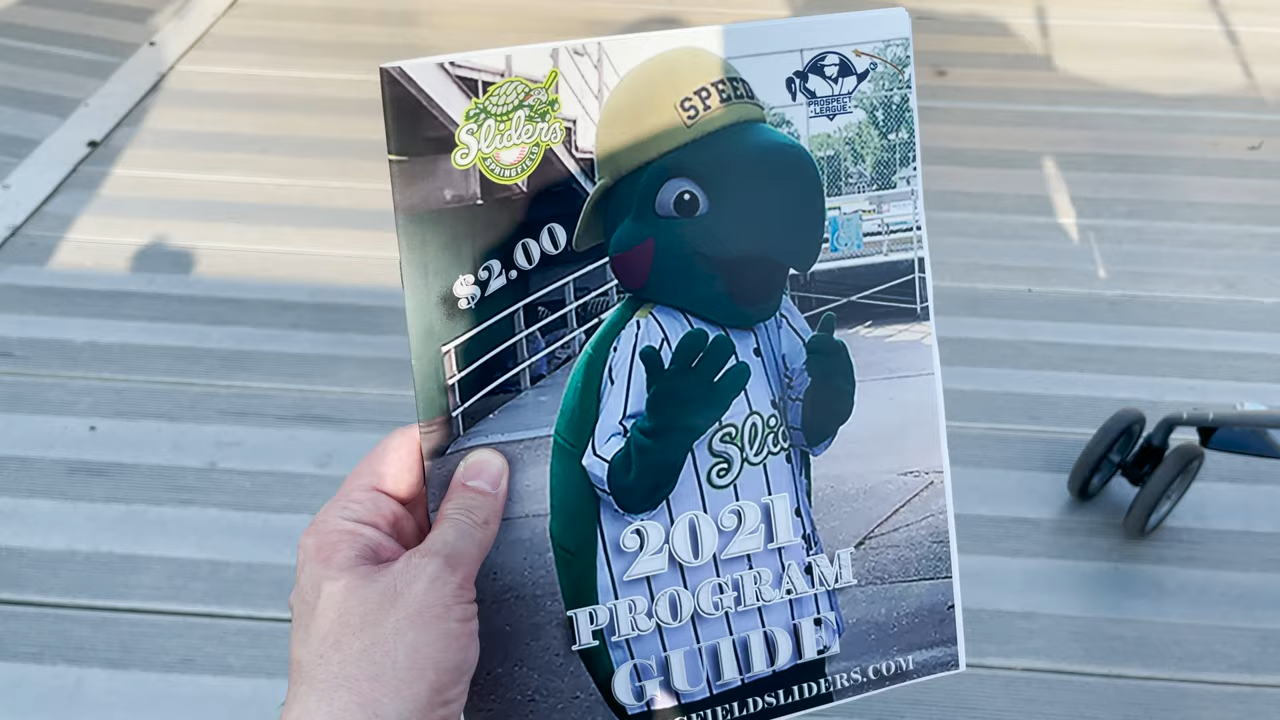 Sliders
SPRINGFIELD
PROSPECT
LEAGUE
SPEED
$2.00
Slid
2021
PROGRAM
GUIDE
GFIELDSLIDERS.COM